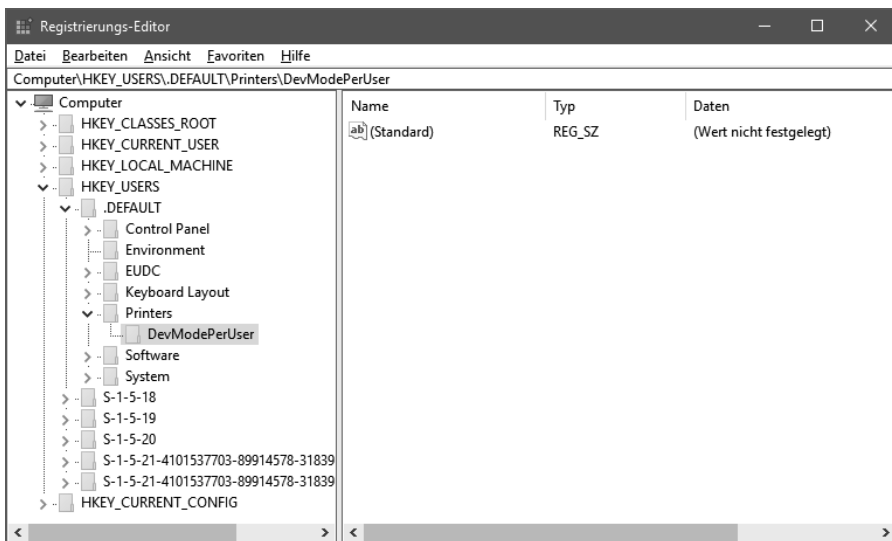 Registrierungs-Editor
Datei Bearbeiten Ansicht Favoriten Hilfe
Computer\HKEY_USERS\.DEFAULT\Printers\DevModePerUser
Computer
HKEY_CLASSES_ROOT
HKEY_CURRENT_USER
HKEY_LOCAL_MACHINE
HKEY_USERS
.DEFAULT
Control Panel
Environment
EUDC
Keyboard Layout
Printers
DevModePerUser
Software
System
S-1-5-18
S-1-5-19
S-1-5-20
S-1-5-21-4101537703-89914578-31839
S-1-5-21-4101537703-89914578-31839
HKEY_CURRENT_CONFIG
Name Typ Daten
ab (Standard) REG_SZ (Wert nicht festgelegt)